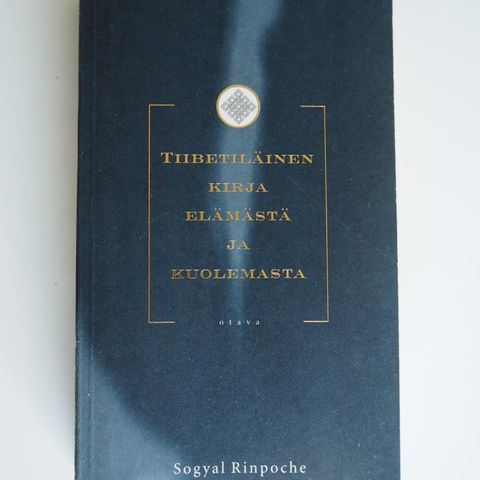 TIIBETILÄINEN
KIRJA
ELÄMÄSTÄ
JA
KUOLEMASTA
otava
Sogyal Rinpoche